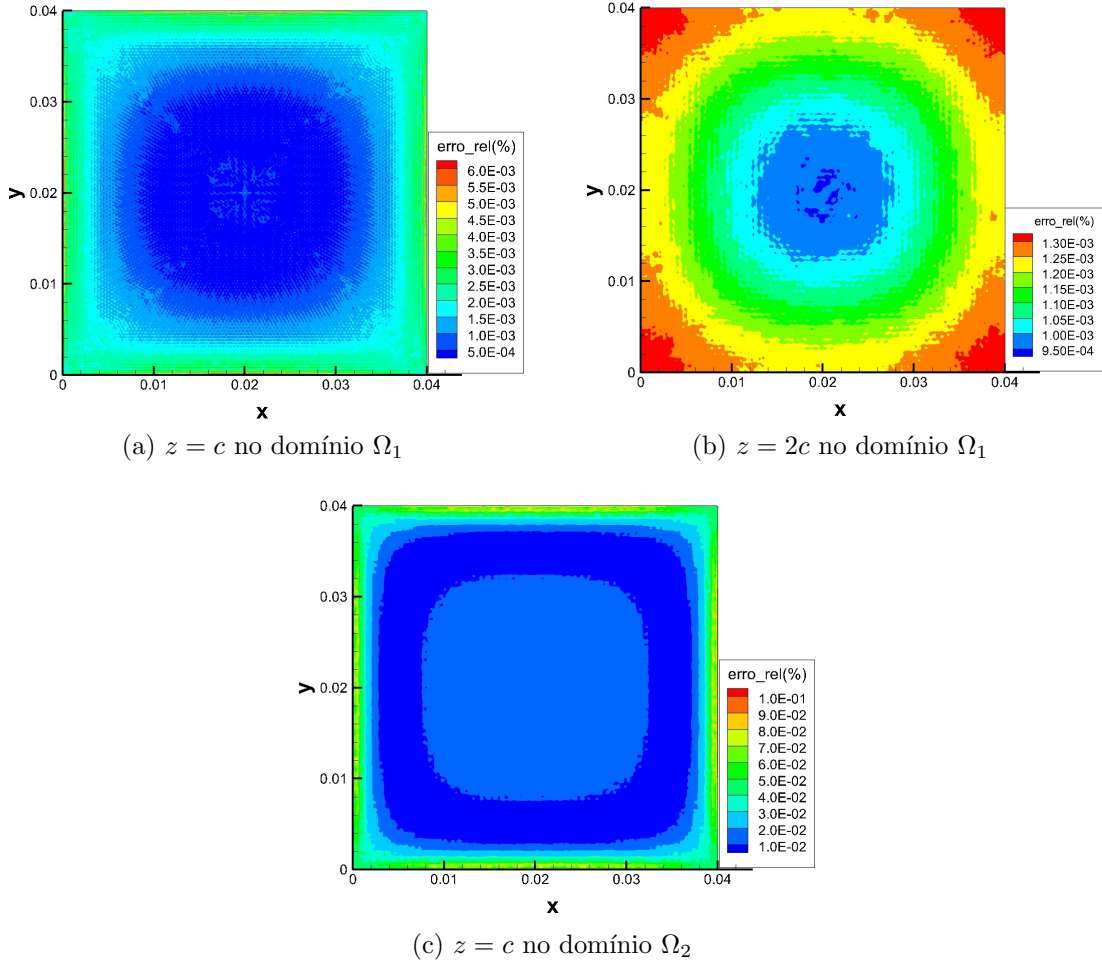 0.04
0.03
0.02
0.01
0
y
0
0.01
0.02
0.03
0.04
x
erro_rel(%)
6.0E-03
5.5E-03
5.0E-03
4.5E-03
4.0E-03
3.5E-03
3.0E-03
2.5E-03
2.0E-03
1.5E-03
1.0E-03
5.0E-04
(a) z = c no domínio Ω₁
0.04
0.03
0.02
0.01
0
y
0
0.01
0.02
0.03
0.04
x
erro_rel(%)
1.30E-03
1.25E-03
1.20E-03
1.15E-03
1.10E-03
1.05E-03
1.00E-03
9.50E-04
(b) z = 2c no domínio Ω₁
0.04
0.03
0.02
0.01
0
y
0
0.01
0.02
0.03
0.04
x
erro_rel(%)
1.0E-01
9.0E-02
8.0E-02
7.0E-02
6.0E-02
5.0E-02
4.0E-02
3.0E-02
2.0E-02
1.0E-02
(c) z = c no domínio Ω₂